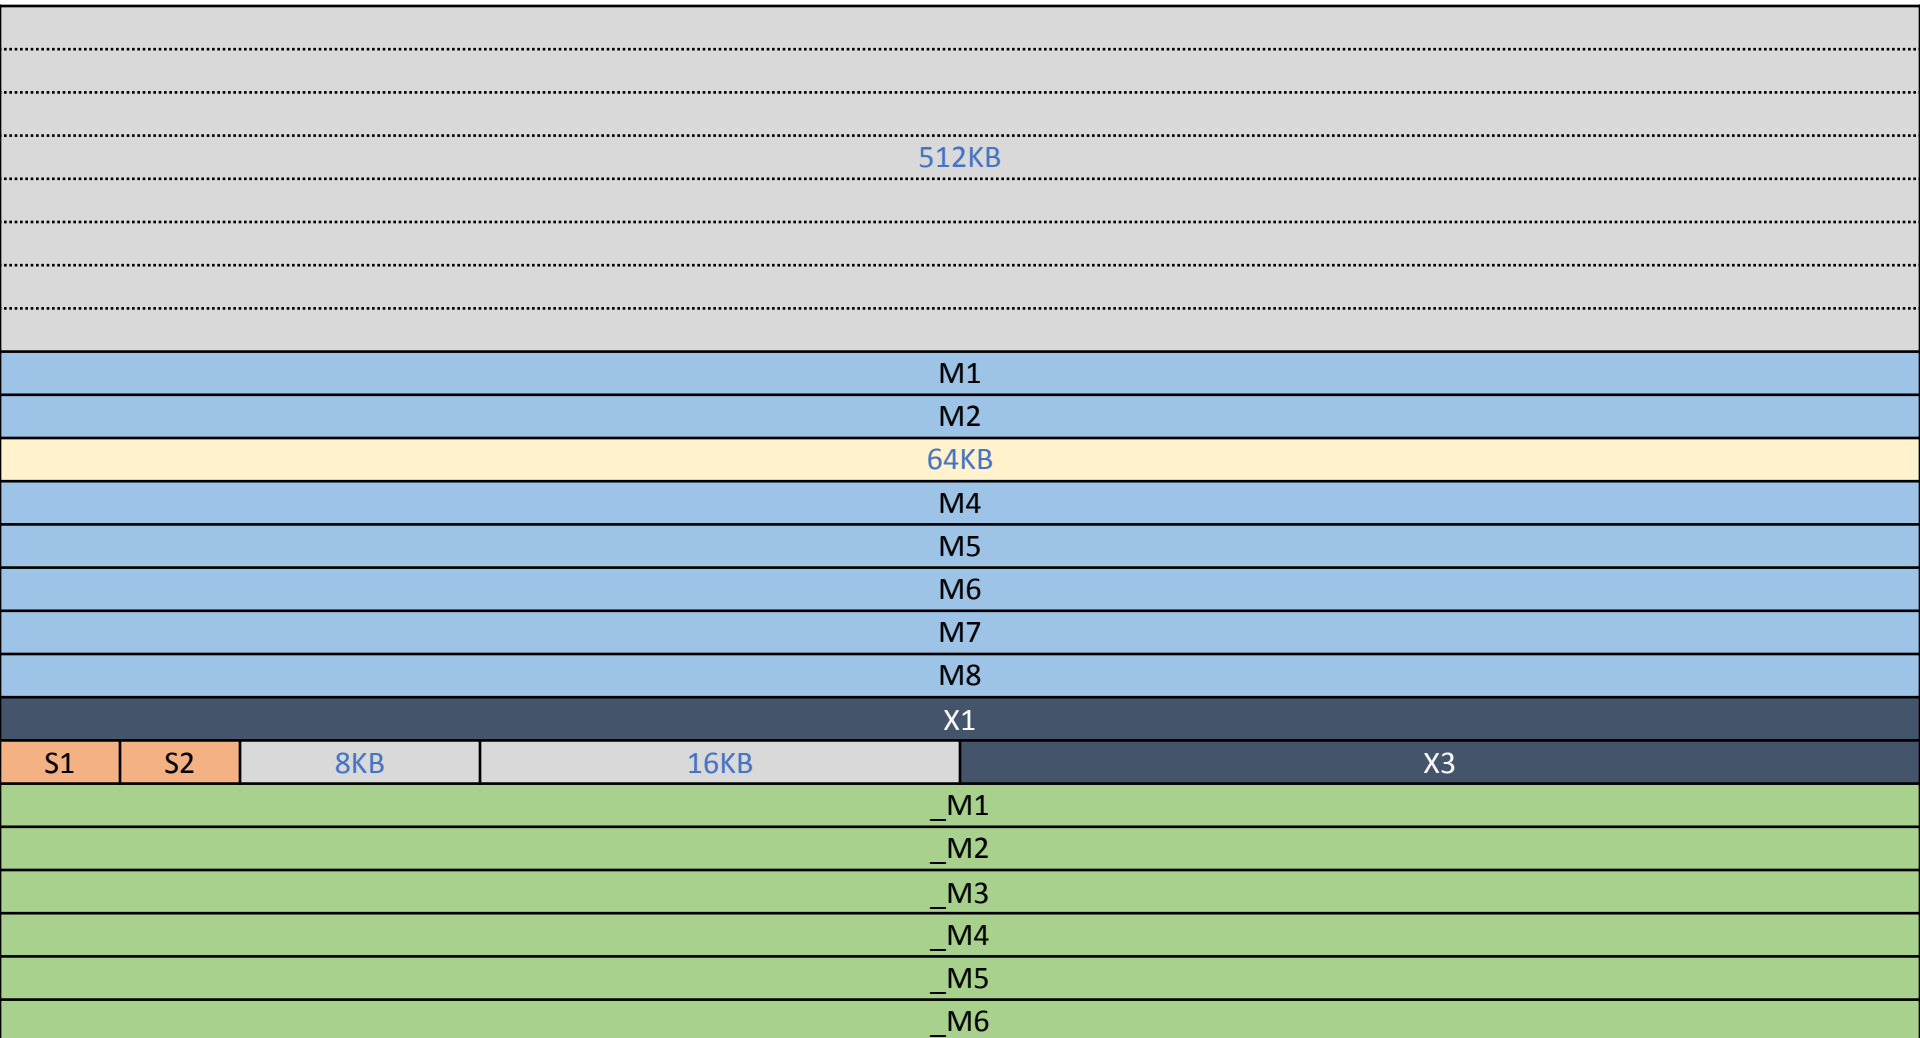 512KB
M1
M2
64KB
M4
M5
M6
M7
M8
X1
S1 S2 8KB 16KB X3
_M1
_M2
_M3
_M4
_M5
_M6